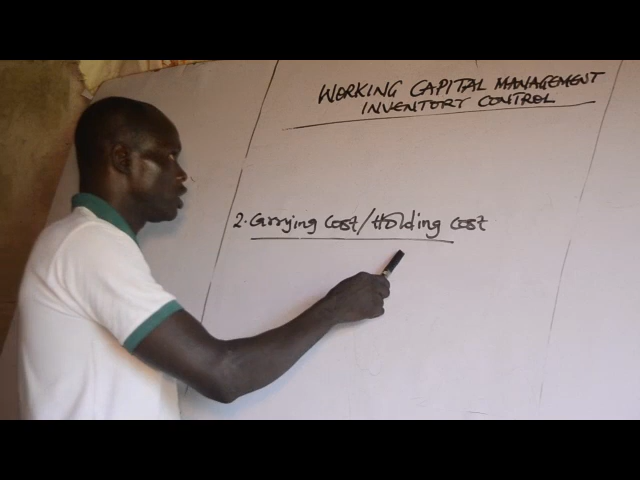 WORKING CAPITAL MANAGEMENT
INVENTORY CONTROL
2. Carrying Cost/Holding Cost